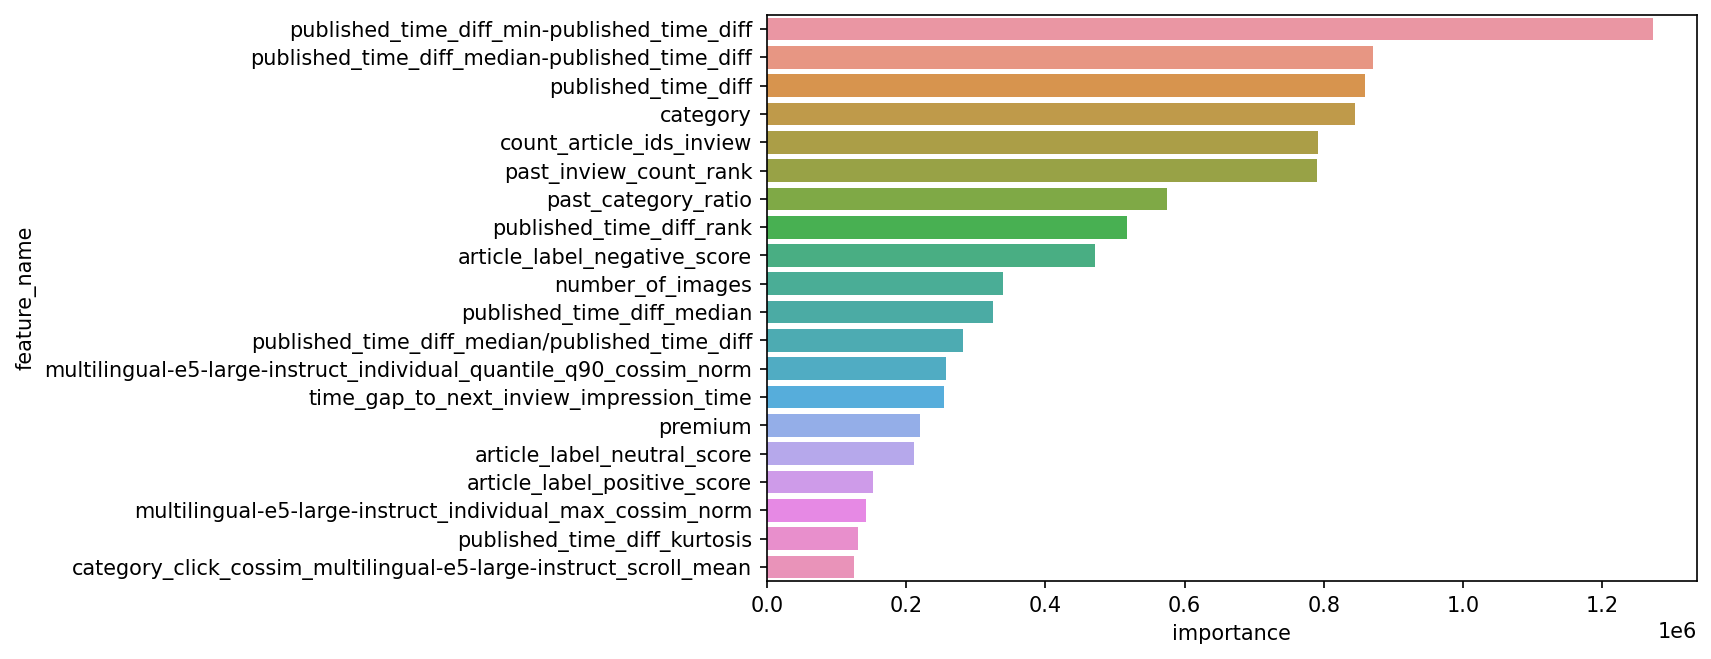 feature_name
published_time_diff_min-published_time_diff
published_time_diff_median-published_time_diff
published_time_diff
category
count_article_ids_inview
past_inview_count_rank
past_category_ratio
published_time_diff_rank
article_label_negative_score
number_of_images
published_time_diff_median
published_time_diff_median/published_time_diff
multilingual-e5-large-instruct_individual_quantile_q90_cossim_norm
time_gap_to_next_inview_impression_time
premium
article_label_neutral_score
article_label_positive_score
multilingual-e5-large-instruct_individual_max_cossim_norm
published_time_diff_kurtosis
category_click_cossim_multilingual-e5-large-instruct_scroll_mean
0.0 0.2 0.4 0.6 0.8 1.0 1.2
importance
1e6